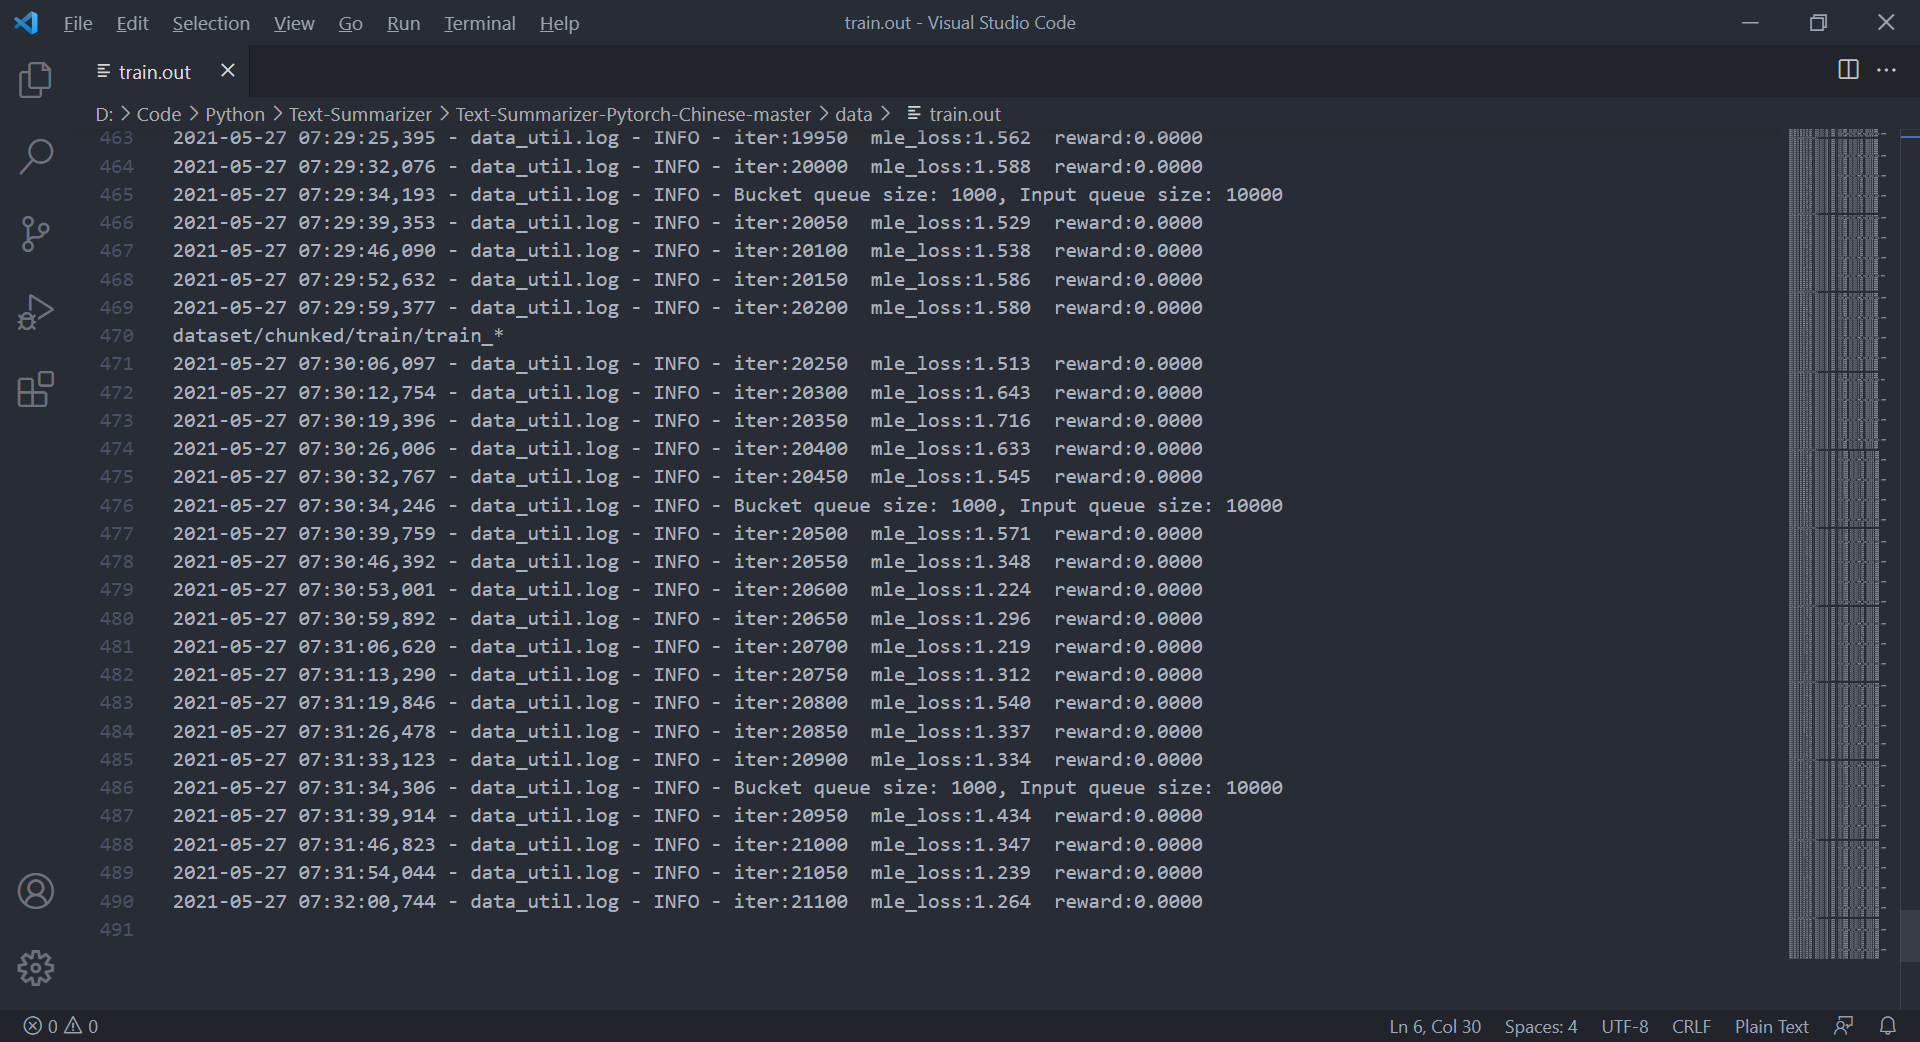 File Edit Selection View Go Run Terminal Help train.out - Visual Studio Code
train.out
D: > Code > Python > Text-Summarizer > Text-Summarizer-Pytorch-Chinese-master > data > train.out
463 2021-05-27 07:29:25,395 - data_util.log - INFO - iter:19950 mle_loss:1.562 reward:0.0000
464 2021-05-27 07:29:32,076 - data_util.log - INFO - iter:20000 mle_loss:1.588 reward:0.0000
465 2021-05-27 07:29:34,193 - data_util.log - INFO - Bucket queue size: 1000, Input queue size: 10000
466 2021-05-27 07:29:39,353 - data_util.log - INFO - iter:20050 mle_loss:1.529 reward:0.0000
467 2021-05-27 07:29:46,090 - data_util.log - INFO - iter:20100 mle_loss:1.538 reward:0.0000
468 2021-05-27 07:29:52,632 - data_util.log - INFO - iter:20150 mle_loss:1.586 reward:0.0000
469 2021-05-27 07:29:59,377 - data_util.log - INFO - iter:20200 mle_loss:1.580 reward:0.0000
470 dataset/chunked/train/train_*
471 2021-05-27 07:30:06,097 - data_util.log - INFO - iter:20250 mle_loss:1.513 reward:0.0000
472 2021-05-27 07:30:12,754 - data_util.log - INFO - iter:20300 mle_loss:1.643 reward:0.0000
473 2021-05-27 07:30:19,396 - data_util.log - INFO - iter:20350 mle_loss:1.716 reward:0.0000
474 2021-05-27 07:30:26,006 - data_util.log - INFO - iter:20400 mle_loss:1.633 reward:0.0000
475 2021-05-27 07:30:32,767 - data_util.log - INFO - iter:20450 mle_loss:1.545 reward:0.0000
476 2021-05-27 07:30:34,246 - data_util.log - INFO - Bucket queue size: 1000, Input queue size: 10000
477 2021-05-27 07:30:39,759 - data_util.log - INFO - iter:20500 mle_loss:1.571 reward:0.0000
478 2021-05-27 07:30:46,392 - data_util.log - INFO - iter:20550 mle_loss:1.348 reward:0.0000
479 2021-05-27 07:30:53,001 - data_util.log - INFO - iter:20600 mle_loss:1.224 reward:0.0000
480 2021-05-27 07:30:59,892 - data_util.log - INFO - iter:20650 mle_loss:1.296 reward:0.0000
481 2021-05-27 07:31:06,620 - data_util.log - INFO - iter:20700 mle_loss:1.219 reward:0.0000
482 2021-05-27 07:31:13,290 - data_util.log - INFO - iter:20750 mle_loss:1.312 reward:0.0000
483 2021-05-27 07:31:19,846 - data_util.log - INFO - iter:20800 mle_loss:1.540 reward:0.0000
484 2021-05-27 07:31:26,478 - data_util.log - INFO - iter:20850 mle_loss:1.337 reward:0.0000
485 2021-05-27 07:31:33,123 - data_util.log - INFO - iter:20900 mle_loss:1.334 reward:0.0000
486 2021-05-27 07:31:34,306 - data_util.log - INFO - Bucket queue size: 1000, Input queue size: 10000
487 2021-05-27 07:31:39,914 - data_util.log - INFO - iter:20950 mle_loss:1.434 reward:0.0000
488 2021-05-27 07:31:46,823 - data_util.log - INFO - iter:21000 mle_loss:1.347 reward:0.0000
489 2021-05-27 07:31:54,044 - data_util.log - INFO - iter:21050 mle_loss:1.239 reward:0.0000
490 2021-05-27 07:32:00,744 - data_util.log - INFO - iter:21100 mle_loss:1.264 reward:0.0000
491
0 0 Ln 6, Col 30 Spaces: 4 UTF-8 CRLF Plain Text